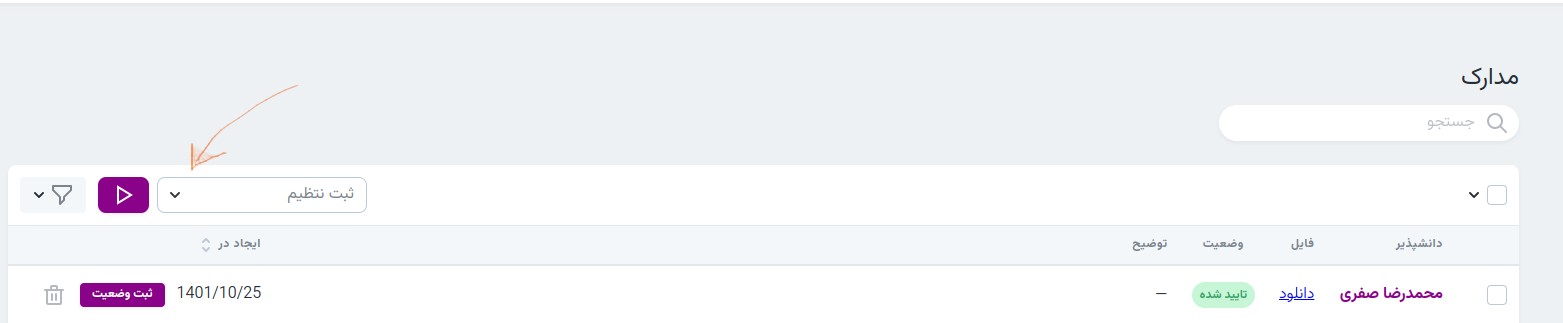 مدارک
جستجو
ثبت نتظیم
دانشپذیر فایل وضعیت توضیح ایجاد در
محمدرضا صفری دانلود تایید شده — 1401/10/25 ثبت وضعیت